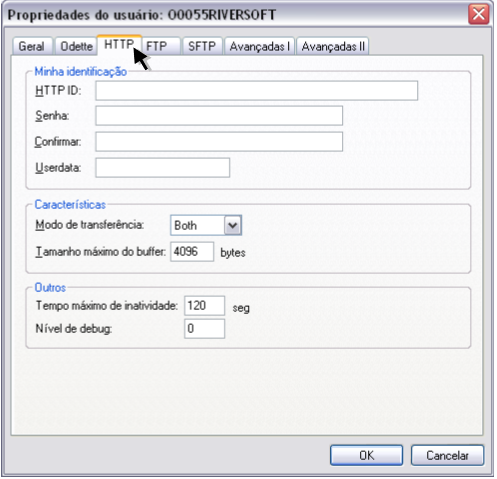 Propriedades do usuário: O0055RIVERSOFT
Geral Odette HTTP FTP SFTP Avançadas I Avançadas II
Minha identificação
HTTP ID:
Senha:
Confirmar:
Userdata:
Características
Modo de transferência: Both
Tamanho máximo do buffer: 4096 bytes
Outros
Tempo máximo de inatividade: 120 seg
Nível de debug: 0
OK Cancelar